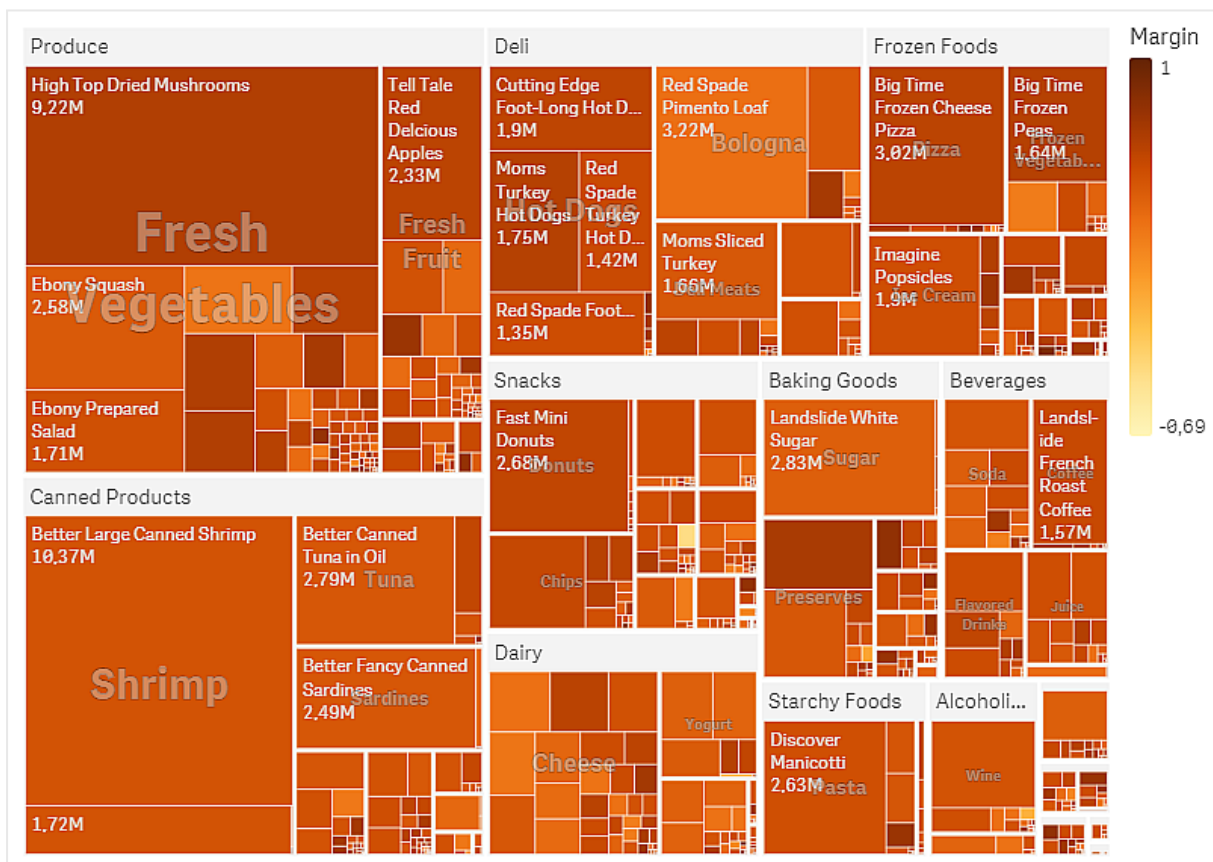 Produce
High Top Dried Mushrooms
9,22M
Tell Tale
Red
Delcious
Apples
2,33M
Fresh
Vegetables
Fresh
Fruit
Ebony Squash
2,58M
Ebony Prepared
Salad
1,71M
Deli
Cutting Edge
Foot-Long Hot D...
1,9M
Moms
Turkey
Hot Dogs
1,75M
Red
Spade
Turkey
Hot D...
1,42M
Hot Dogs
Red Spade Foot...
1,35M
Red Spade
Pimento Loaf
3,22M
Bologna
Moms Sliced
Turkey
1,66M
Deli Meats
Frozen Foods
Big Time
Frozen Cheese
Pizza
3,02M
Pizza
Big Time
Frozen
Peas
1,64M
Frozen
Vegetab...
Imagine
Popsicles
1,9M
Ice Cream
Margin
1
-0,69
Canned Products
Better Large Canned Shrimp
10,37M
Shrimp
1,72M
Better Canned
Tuna in Oil
2,79M
Tuna
Better Fancy Canned
Sardines
2,49M
Sardines
Snacks
Fast Mini
Donuts
2,68M
Donuts
Chips
Dairy
Cheese
Yogurt
Baking Goods
Landslide White
Sugar
2,83M
Sugar
Preserves
Beverages
Soda
Landsl-
ide
French
Roast
Coffee
1,57M
Coffee
Flavored
Drinks
Juice
Starchy Foods
Discover
Manicotti
2,63M
Pasta
Alcoholi...
Wine